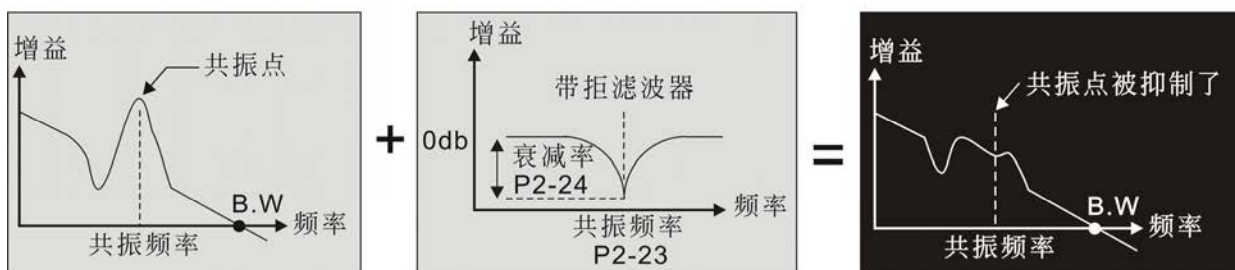 增益
共振点
B.W
频率
共振频率
+
增益
带拒滤波器
0db
衰减率
P2-24
频率
共振频率
P2-23
=
增益
共振点被抑制了
B.W
频率
共振频率